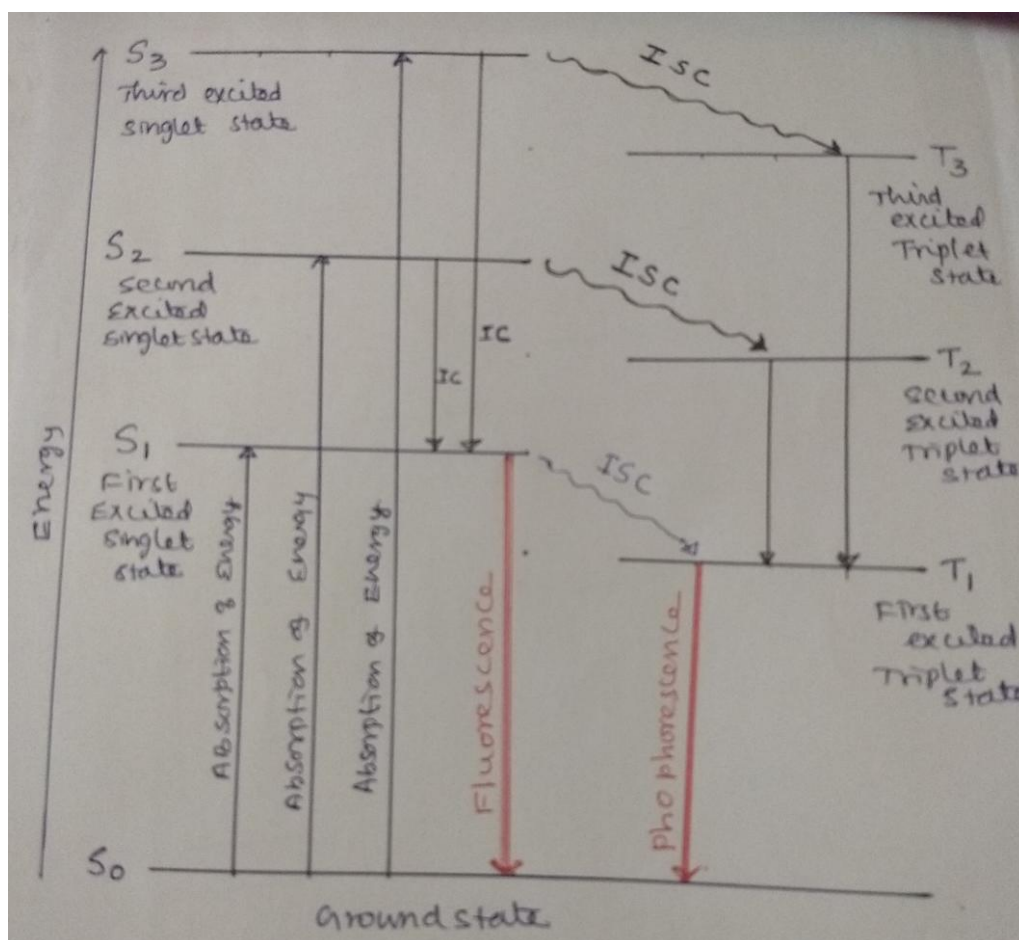 S3
Third excited
singlet state
ISC
T3
Third
excited
Triplet
state
S2
second
Excited
singlet state
ISC
IC
IC
T2
second
Excited
Triplet
state
S1
First
Excited
Singlet
state
ISC
T1
First
excited
Triplet
state
Energy
Absorption of Energy
Absorption of Energy
Absorption of Energy
Fluorescence
phophorescence
S0
Ground state